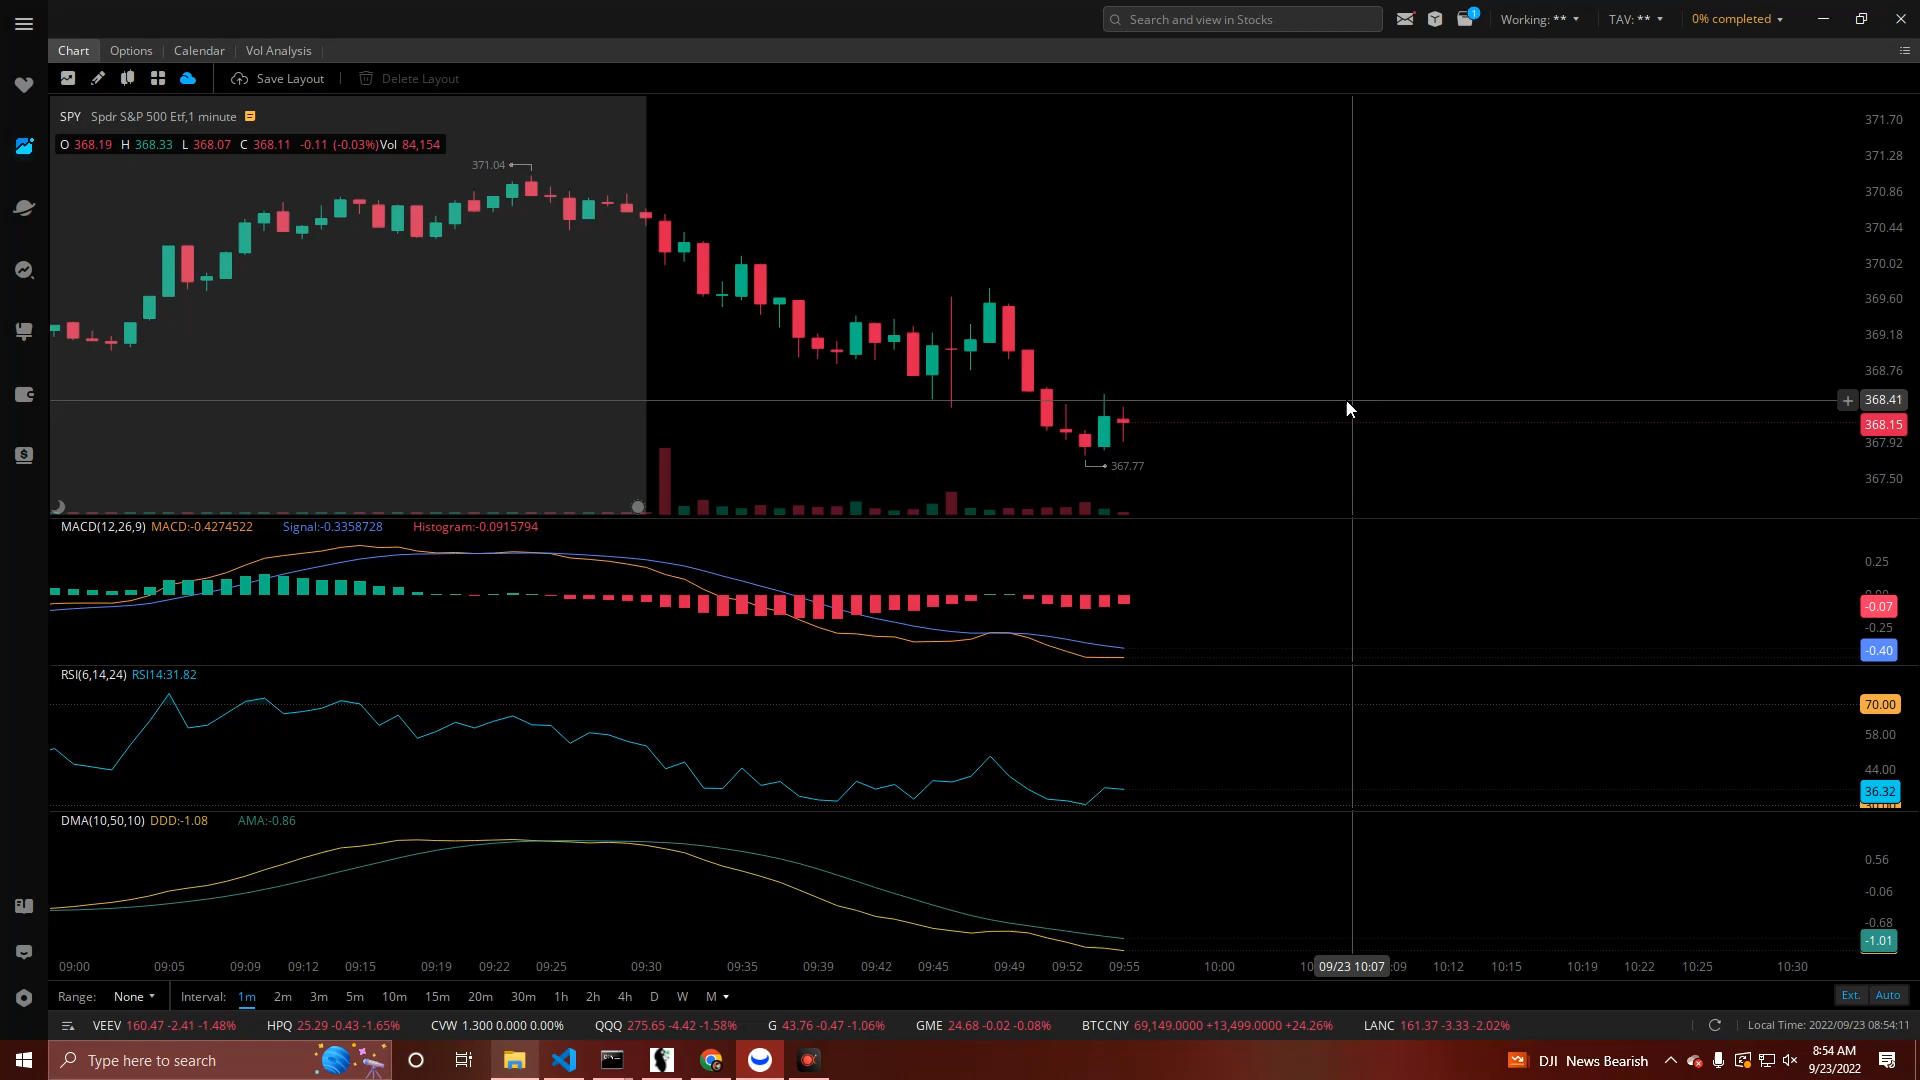 Search and view in Stocks
1
Working: **
TAV: **
0% completed
Chart Options Calendar Vol Analysis
Save Layout Delete Layout
SPY Spdr S&P 500 Etf,1 minute
O 368.19 H 368.33 L 368.07 C 368.11 -0.11 (-0.03%)Vol 84,154
371.04
367.77
371.70
371.28
370.86
370.44
370.02
369.60
369.18
368.76
368.41
368.15
367.92
367.50
MACD(12,26,9) MACD:-0.4274522 Signal:-0.3358728 Histogram:-0.0915794
0.25
-0.07
-0.25
-0.40
RSI(6,14,24) RSI14:31.82
70.00
58.00
44.00
36.32
DMA(10,50,10) DDD:-1.08 AMA:-0.86
0.56
-0.06
-0.68
-1.01
09:00 09:05 09:09 09:12 09:15 09:19 09:22 09:25 09:30 09:35 09:39 09:42 09:45 09:49 09:52 09:55 10:00 10 09/23 10:07 :09 10:12 10:15 10:19 10:22 10:25 10:30
Range: None Interval: 1m 2m 3m 5m 10m 15m 20m 30m 1h 2h 4h D W M Ext. Auto
VEEV 160.47 -2.41 -1.48% HPQ 25.29 -0.43 -1.65% CVW 1.300 0.000 0.00% QQQ 275.65 -4.42 -1.58% G 43.76 -0.47 -1.06% GME 24.68 -0.02 -0.08% BTCCNY 69,149.0000 +13,499.0000 +24.26% LANC 161.37 -3.33 -2.02% Local Time: 2022/09/23 08:54:11
Type here to search
DJI News Bearish
8:54 AM
9/23/2022